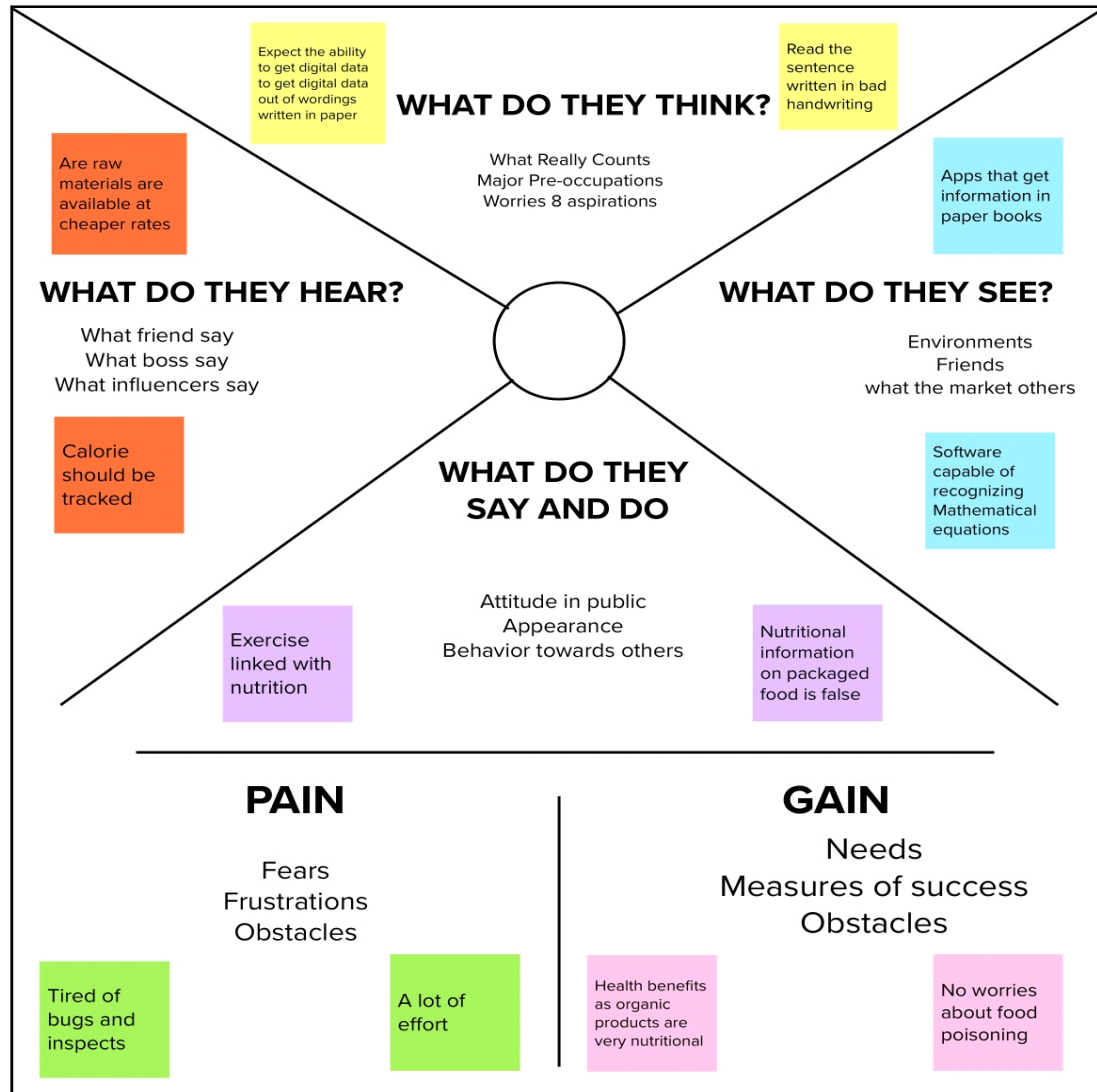 Expect the ability
to get digital data
to get digital data
out of wordings
written in paper
WHAT DO THEY THINK?
Read the
sentence
written in bad
handwriting
What Really Counts
Major Pre-occupations
Worries 8 aspirations
Are raw
materials are
available at
cheaper rates
Apps that get
information in
paper books
WHAT DO THEY HEAR?
What friend say
What boss say
What influencers say
Calorie
should be
tracked
WHAT DO THEY SEE?
Environments
Friends
what the market others
Software
capable of
recognizing
Mathematical
equations
WHAT DO THEY
SAY AND DO
Attitude in public
Appearance
Behavior towards others
Exercise
linked with
nutrition
Nutritional
information
on packaged
food is false
PAIN
Fears
Frustrations
Obstacles
Tired of
bugs and
inspects
A lot of
effort
GAIN
Needs
Measures of success
Obstacles
Health benefits
as organic
products are
very nutritional
No worries
about food
poisoning